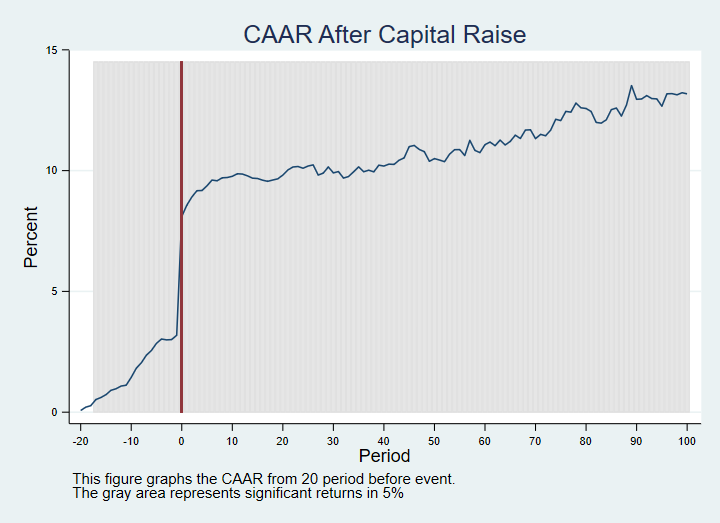 CAAR After Capital Raise
15
10
5
0
Percent
-20 -10 0 10 20 30 40 50 60 70 80 90 100
Period
This figure graphs the CAAR from 20 period before event.
The gray area represents significant returns in 5%